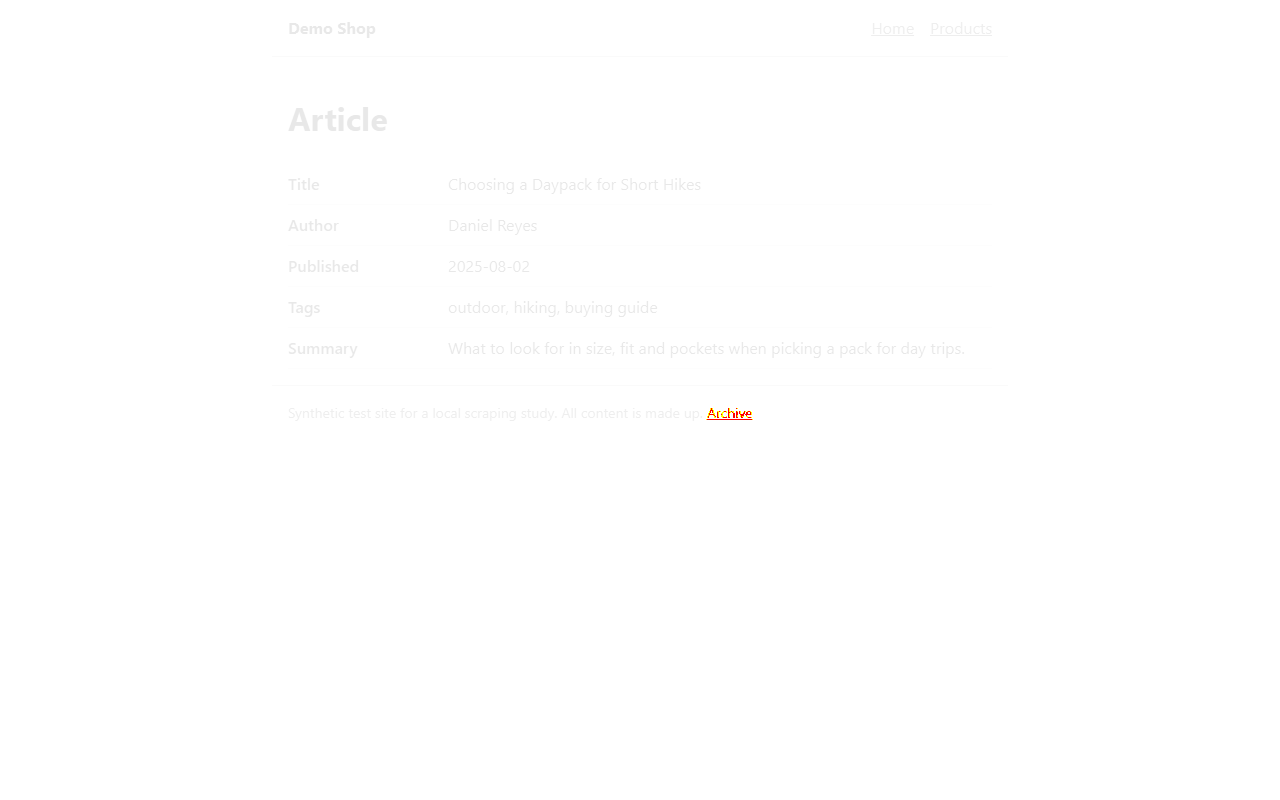 Demo Shop Home Products
Article
Title Choosing a Daypack for Short Hikes
Author Daniel Reyes
Published 2025-08-02
Tags outdoor, hiking, buying guide
Summary What to look for in size, fit and pockets when picking a pack for day trips.
Synthetic test site for a local scraping study. All content is made up. Archive